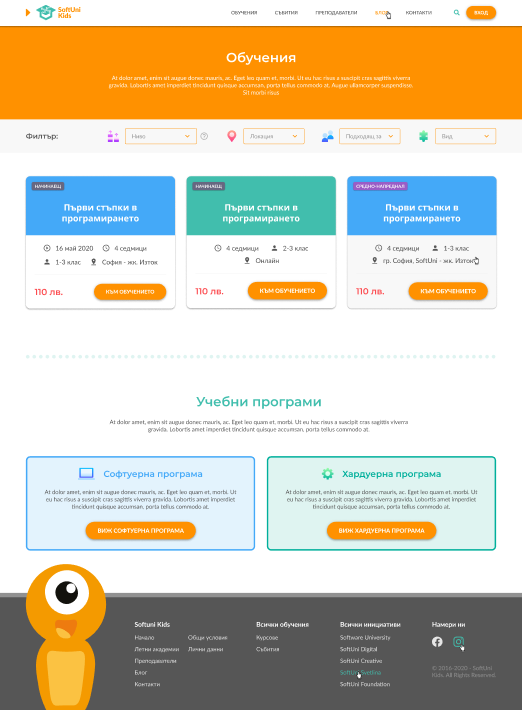 SoftUni
Kids
ОБУЧЕНИЯ СЪБИТИЯ ПРЕПОДАВАТЕЛИ БЛОГ КОНТАКТИ ВХОД
Обучения
At dolor amet, enim sit augue donec mauris, ac. Eget leo quam et, morbi. Ut eu hac risus a suscipit cras sagittis viverra
gravida. Lobortis amet imperdiet tincidunt quisque accumsan, porta tellus commodo at. Augue ullamcorper suspendisse.
Sit morbi risus
Филтър: Ниво Локация Подходящ за Вид
НАЧИНАЕЩ
Първи стъпки в
програмирането
16 май 2020 4 седмици
1-3 клас София - жк. Изток
110 лв. КЪМ ОБУЧЕНИЕТО
НАЧИНАЕЩ
Първи стъпки в
програмирането
4 седмици 2-3 клас
Онлайн
110 лв. КЪМ ОБУЧЕНИЕТО
СРЕДНО-НАПРЕДНАЛ
Първи стъпки в
програмирането
4 седмици 1-3 клас
гр. София, SoftUni - жк. Изток
110 лв. КЪМ ОБУЧЕНИЕТО
Учебни програми
At dolor amet, enim sit augue donec mauris, ac. Eget leo quam et, morbi. Ut eu hac risus a suscipit cras sagittis viverra
gravida. Lobortis amet imperdiet tincidunt quisque accumsan, porta tellus commodo at.
Софтуерна програма
At dolor amet, enim sit augue donec mauris, ac. Eget leo quam et, morbi. Ut
eu hac risus a suscipit cras sagittis viverra gravida. Lobortis amet imperdiet
tincidunt quisque accumsan, porta tellus commodo at.
ВИЖ СОФТУЕРНА ПРОГРАМА
Хардуерна програма
At dolor amet, enim sit augue donec mauris, ac. Eget leo quam et, morbi. Ut
eu hac risus a suscipit cras sagittis viverra gravida. Lobortis amet imperdiet
tincidunt quisque accumsan, porta tellus commodo at.
ВИЖ ХАРДУЕРНА ПРОГРАМА
Softuni Kids
Начало Общи условия
Летни академии Лични данни
Преподаватели
Блог
Контакти
Всички обучения
Курсове
Събития
Всички инициативи
Software University
SoftUni Digital
SoftUni Creative
SoftUni Svetlina
SoftUni Foundation
Намери ни
SoftUni
Kids. All Rights Reserved.